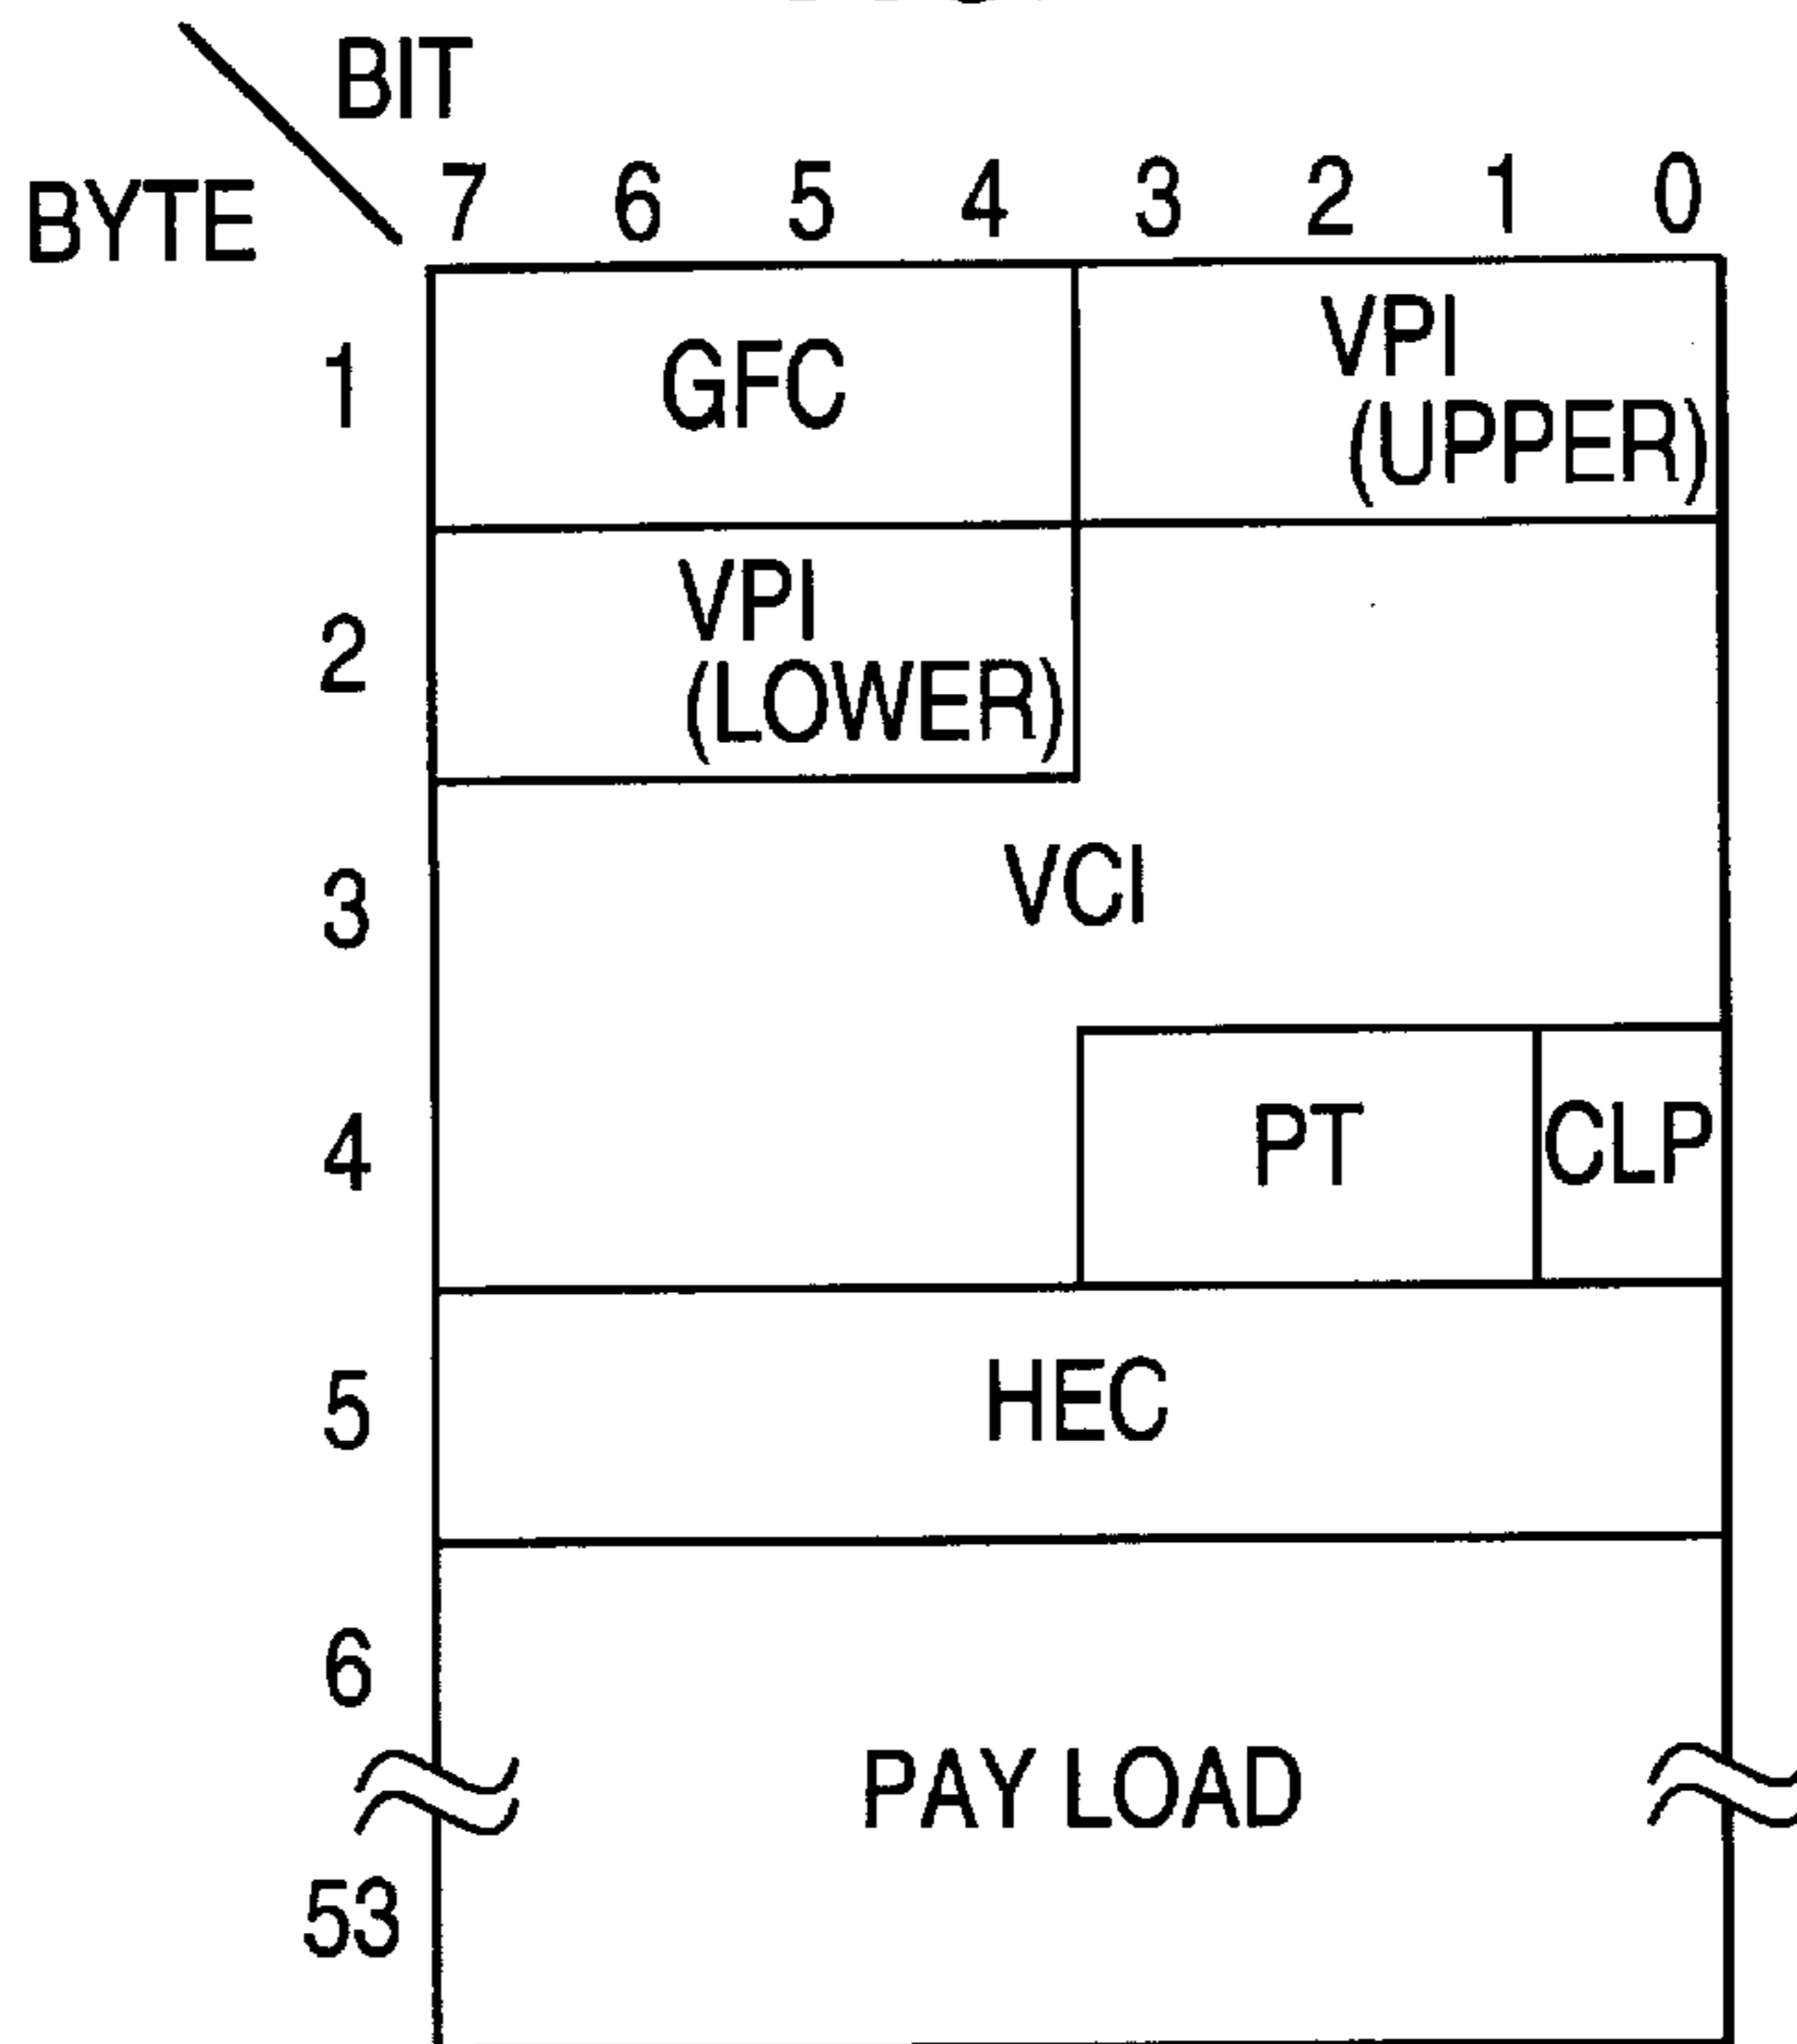 BIT
BYTE 7 6 5 4 3 2 1 0
1 GFC VPI
(UPPER)
2 VPI
(LOWER)
3 VCI
4 PT CLP
5 HEC
6
PAY LOAD
53